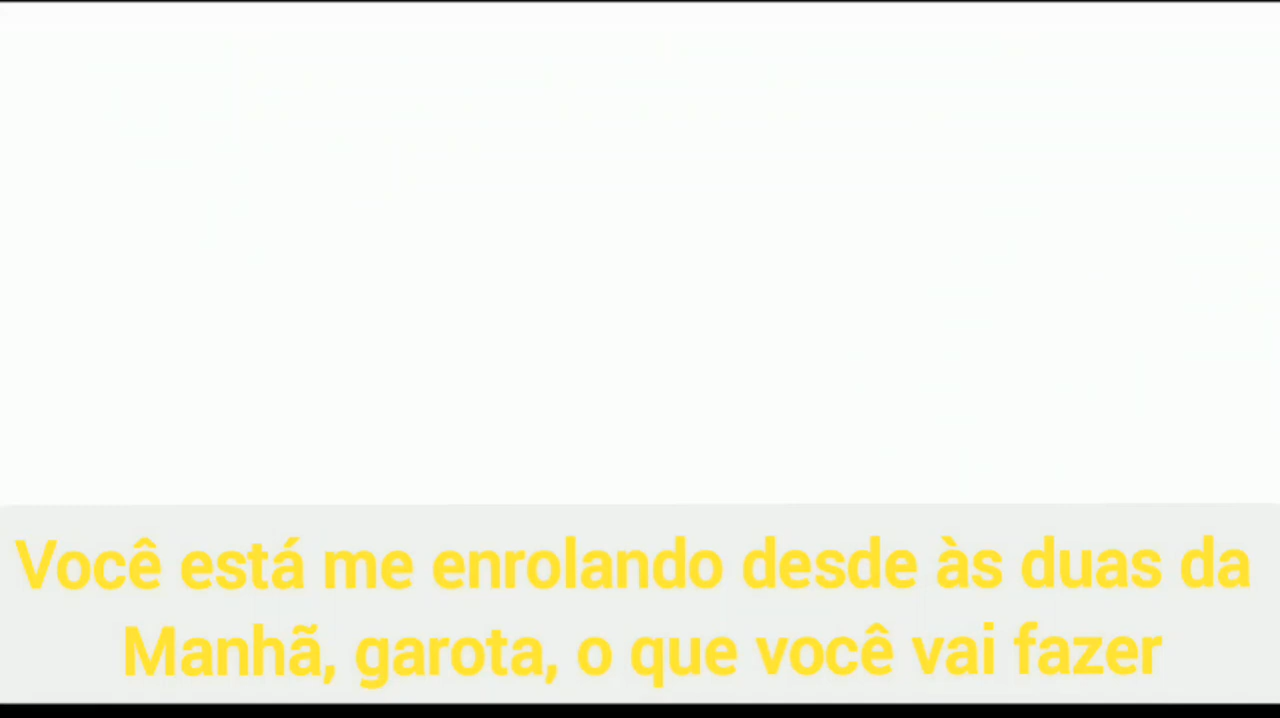 Você está me enrolando desde às duas da
Manhã, garota, o que você vai fazer